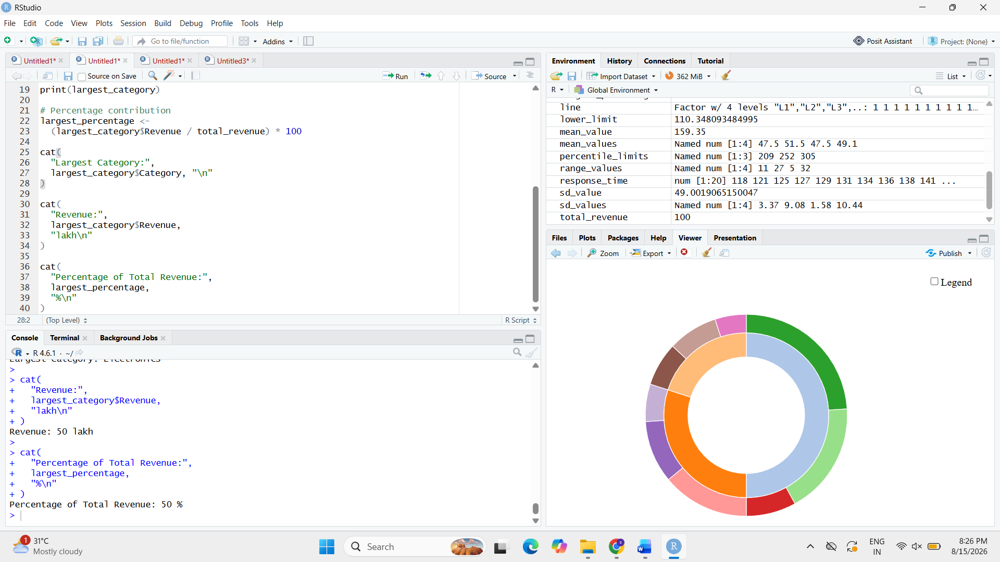 RStudio
File Edit Code View Plots Session Build Debug Profile Tools Help
Go to file/function Addins Posit Assistant Project: (None)
Untitled1* Untitled1* Untitled1* Untitled3*
Source on Save Run Source
19 print(largest_category)
20
21 # Percentage contribution
22 largest_percentage <-
23 (largest_category$Revenue / total_revenue) * 100
24
25 cat(
26 "Largest Category:",
27 largest_category$Category, "\n"
28 )
29
30 cat(
31 "Revenue:",
32 largest_category$Revenue,
33 "lakh\n"
34 )
35
36 cat(
37 "Percentage of Total Revenue:",
38 largest_percentage,
39 "%\n"
40 )
28:2 (Top Level) R Script
Console Terminal Background Jobs
R 4.6.1 · ~/
Largest Category: Electronics
>
> cat(
+ "Revenue:",
+ largest_category$Revenue,
+ "lakh\n"
+ )
Revenue: 50 lakh
>
> cat(
+ "Percentage of Total Revenue:",
+ largest_percentage,
+ "%\n"
+ )
Percentage of Total Revenue: 50 %
>
Environment History Connections Tutorial
Import Dataset 362 MiB List
R Global Environment
line Factor w/ 4 levels "L1","L2","L3",..: 1 1 1 1 1 1 1 1 1 1…
lower_limit 110.348093484995
mean_value 159.35
mean_values Named num [1:4] 47.5 51.5 47.5 49.1
percentile_limits Named num [1:3] 209 252 305
range_values Named num [1:4] 11 27 5 32
response_time num [1:20] 118 121 125 127 129 131 134 136 138 141 ...
sd_value 49.0019065150047
sd_values Named num [1:4] 3.37 9.08 1.58 10.44
total_revenue 100
Files Plots Packages Help Viewer Presentation
Zoom Export Publish
Legend
1 31°C
Mostly cloudy
Search
ENG
IN
8:26 PM
8/15/2026